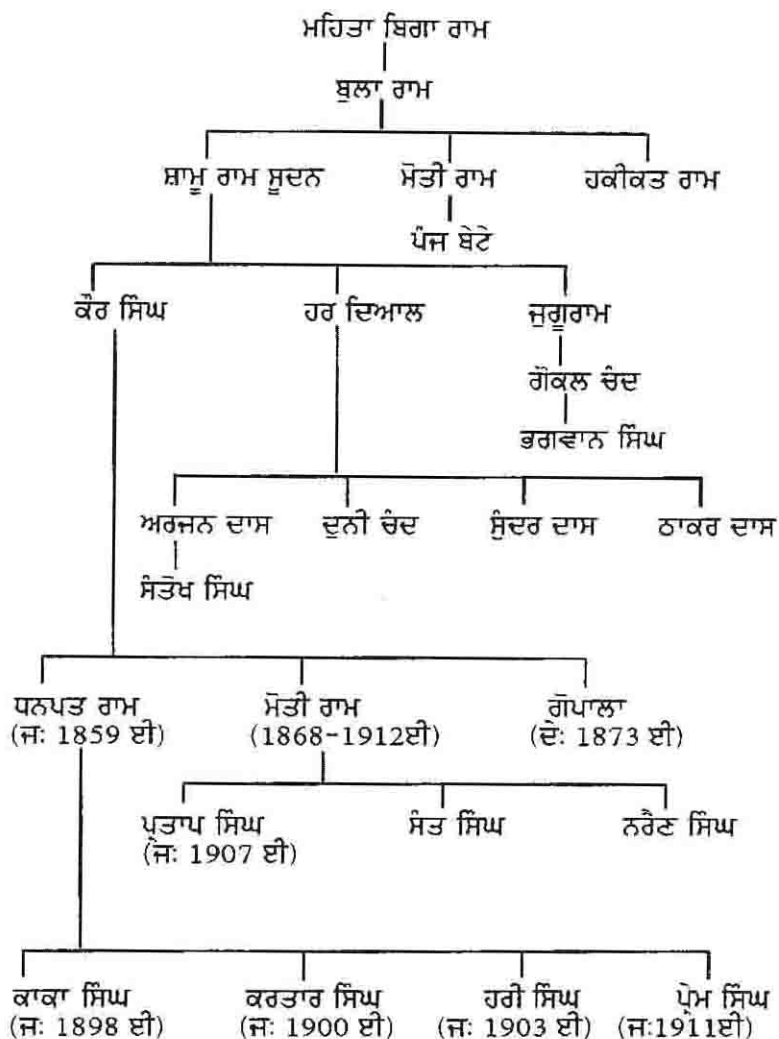 ਮਹਿਤਾ ਬਿਗਾ ਰਾਮ
ਬੁਲਾ ਰਾਮ
ਸ਼ਾਮੂ ਰਾਮ ਸੂਦਨ ਮੋਤੀ ਰਾਮ ਹਕੀਕਤ ਰਾਮ
ਪੰਜ ਬੇਟੇ
ਕੌਰ ਸਿੰਘ ਹਰ ਦਿਆਲ ਜੁਗੂਰਾਮ
ਗੋਕਲ ਚੰਦ
ਭਗਵਾਨ ਸਿੰਘ
ਅਰਜਨ ਦਾਸ ਦੁਨੀ ਚੰਦ ਸੁੰਦਰ ਦਾਸ ਠਾਕਰ ਦਾਸ
ਸੰਤੋਖ ਸਿੰਘ
ਧਨਪਤ ਰਾਮ ਮੋਤੀ ਰਾਮ ਗੋਪਾਲਾ
(ਜ: 1859 ਈ) (1868-1912ਈ) (ਦੇ: 1873 ਈ)
ਪ੍ਰਤਾਪ ਸਿੰਘ ਸੰਤ ਸਿੰਘ ਨਰੈਣ ਸਿੰਘ
(ਜ: 1907 ਈ)
ਕਾਕਾ ਸਿੰਘ ਕਰਤਾਰ ਸਿੰਘ ਹਰੀ ਸਿੰਘ ਪ੍ਰੇਮ ਸਿੰਘ
(ਜ: 1898 ਈ) (ਜ: 1900 ਈ) (ਜ: 1903 ਈ) (ਜ:1911ਈ)